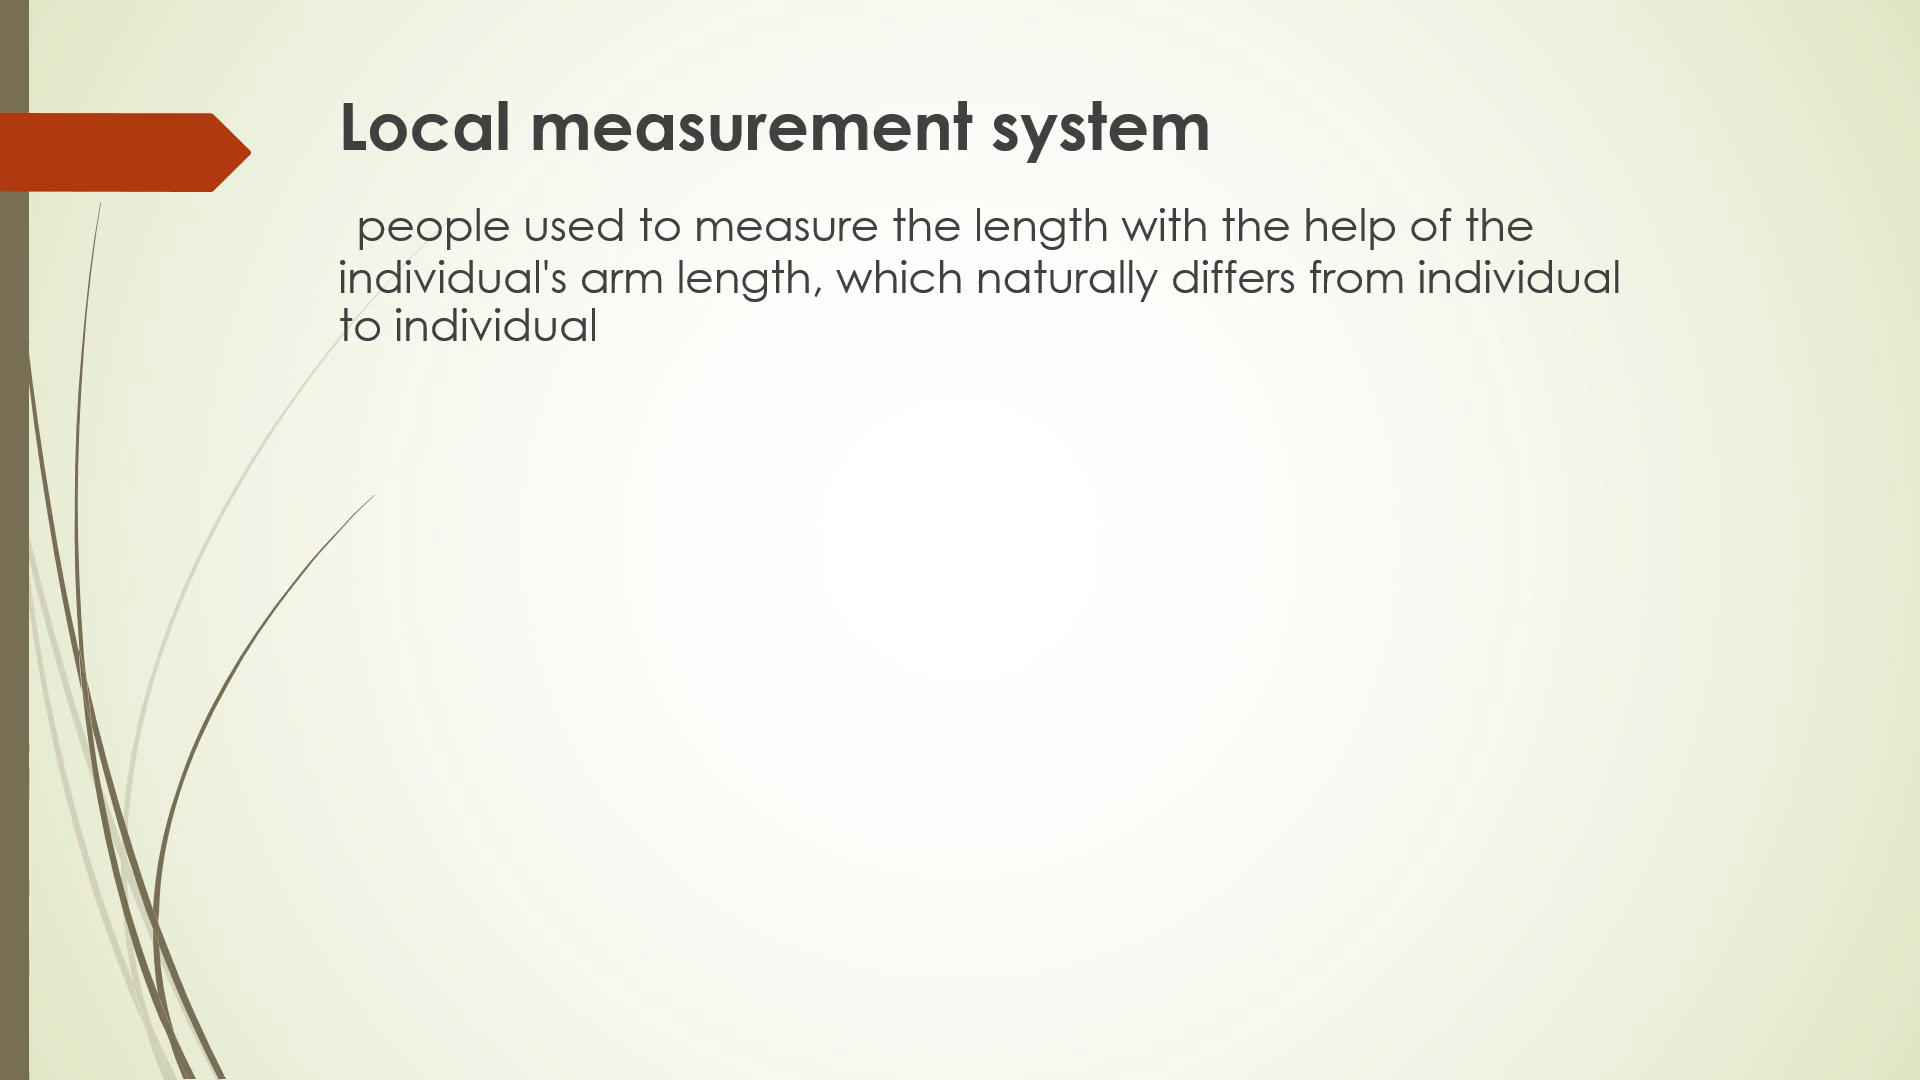 Local measurement system
people used to measure the length with the help of the
individual's arm length, which naturally differs from individual
to individual